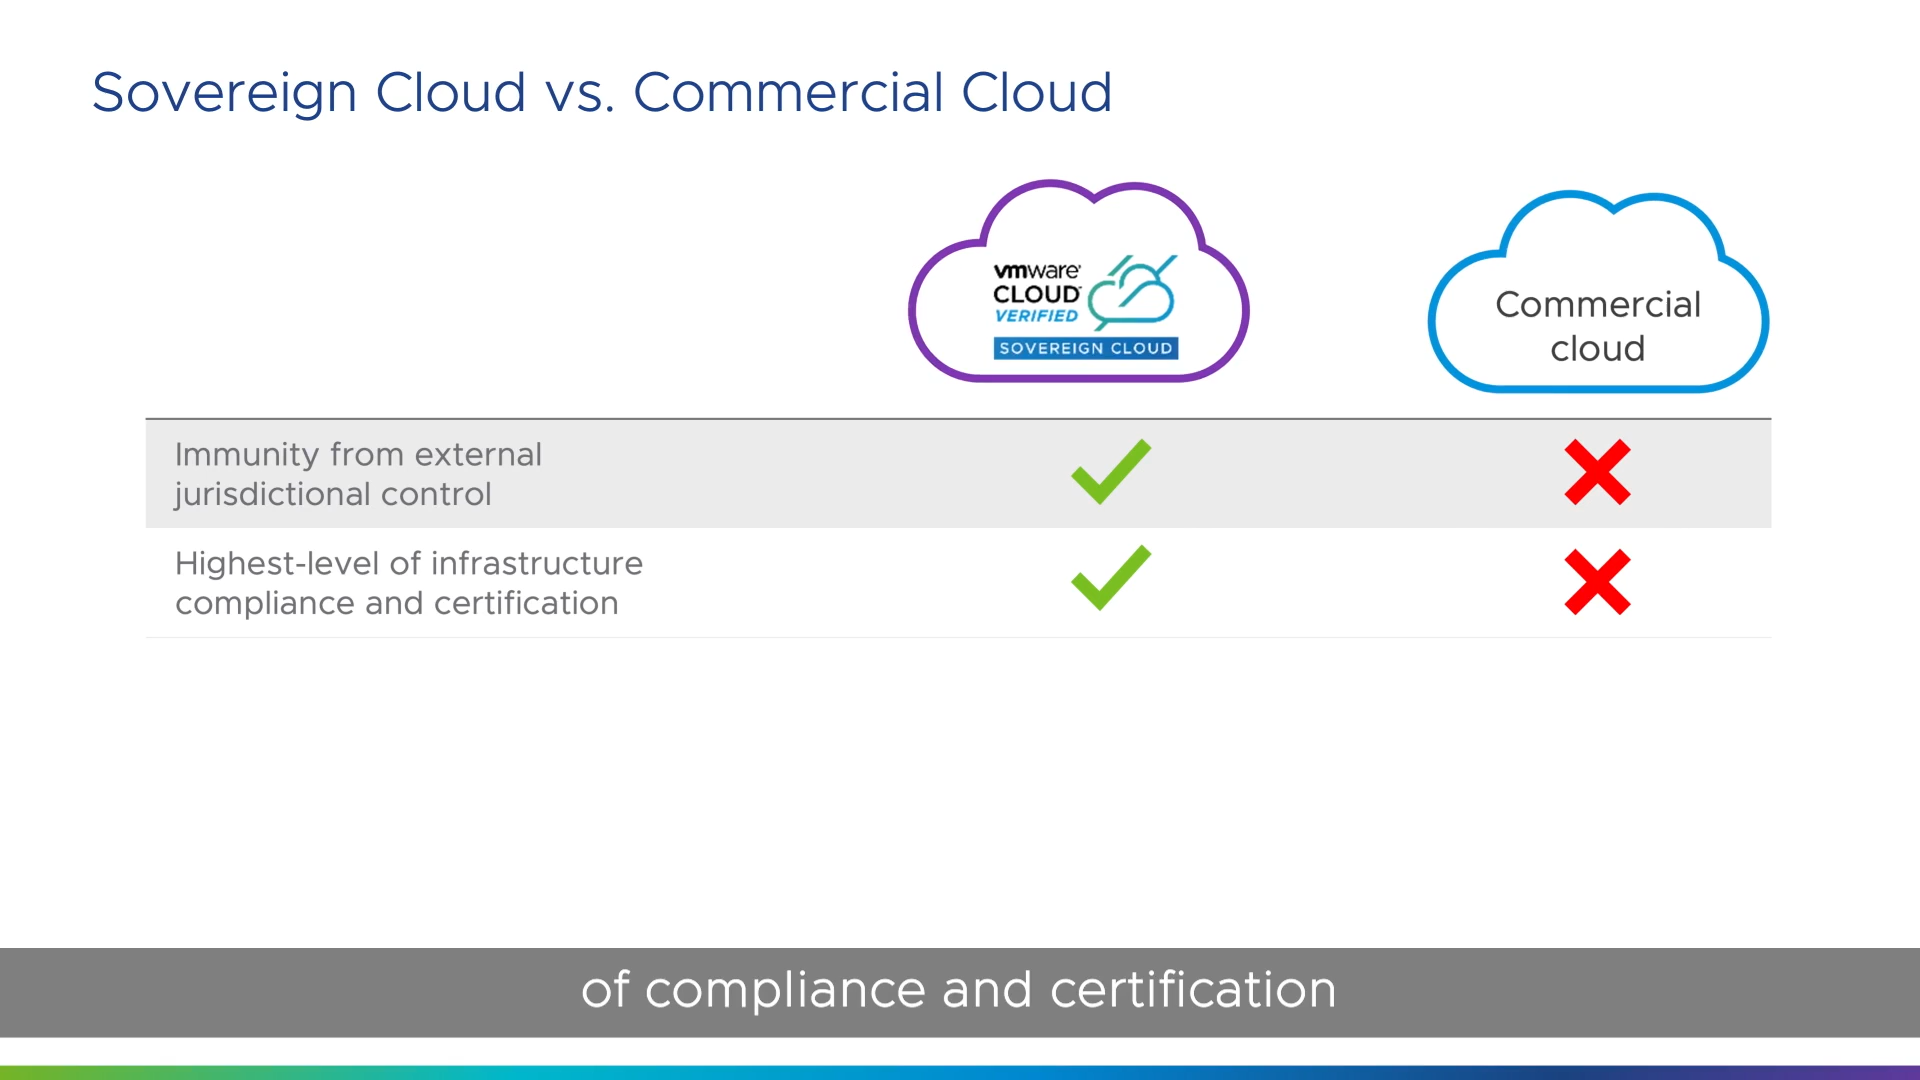 Sovereign Cloud vs. Commercial Cloud
vmware®
CLOUD™
VERIFIED
SOVEREIGN CLOUD
Commercial
cloud
Immunity from external
jurisdictional control
Highest-level of infrastructure
compliance and certification
of compliance and certification